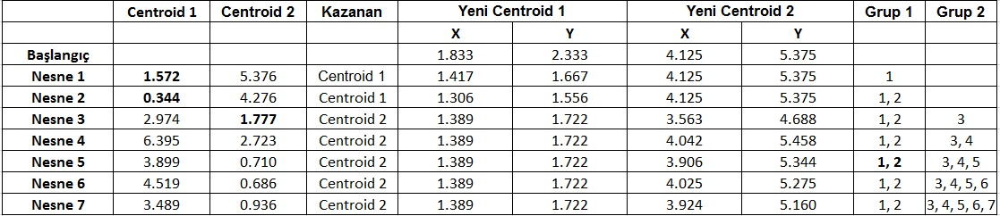 Centroid 1 Centroid 2 Kazanan Yeni Centroid 1 Yeni Centroid 2 Grup 1 Grup 2
X Y X Y
Başlangıç 1.833 2.333 4.125 5.375
Nesne 1 1.572 5.376 Centroid 1 1.417 1.667 4.125 5.375 1
Nesne 2 0.344 4.276 Centroid 1 1.306 1.556 4.125 5.375 1, 2
Nesne 3 2.974 1.777 Centroid 2 1.389 1.722 3.563 4.688 1, 2 3
Nesne 4 6.395 2.723 Centroid 2 1.389 1.722 4.042 5.458 1, 2 3, 4
Nesne 5 3.899 0.710 Centroid 2 1.389 1.722 3.906 5.344 1, 2 3, 4, 5
Nesne 6 4.519 0.686 Centroid 2 1.389 1.722 4.025 5.275 1, 2 3, 4, 5, 6
Nesne 7 3.489 0.936 Centroid 2 1.389 1.722 3.924 5.160 1, 2 3, 4, 5, 6, 7